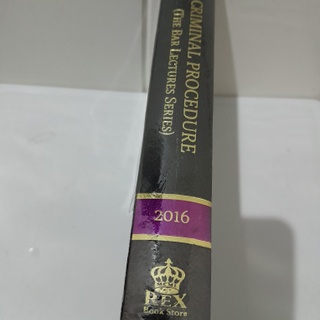 CRIMINAL PROCEDURE
(THE BAR LECTURES SERIES)
2016
REX
Book Store